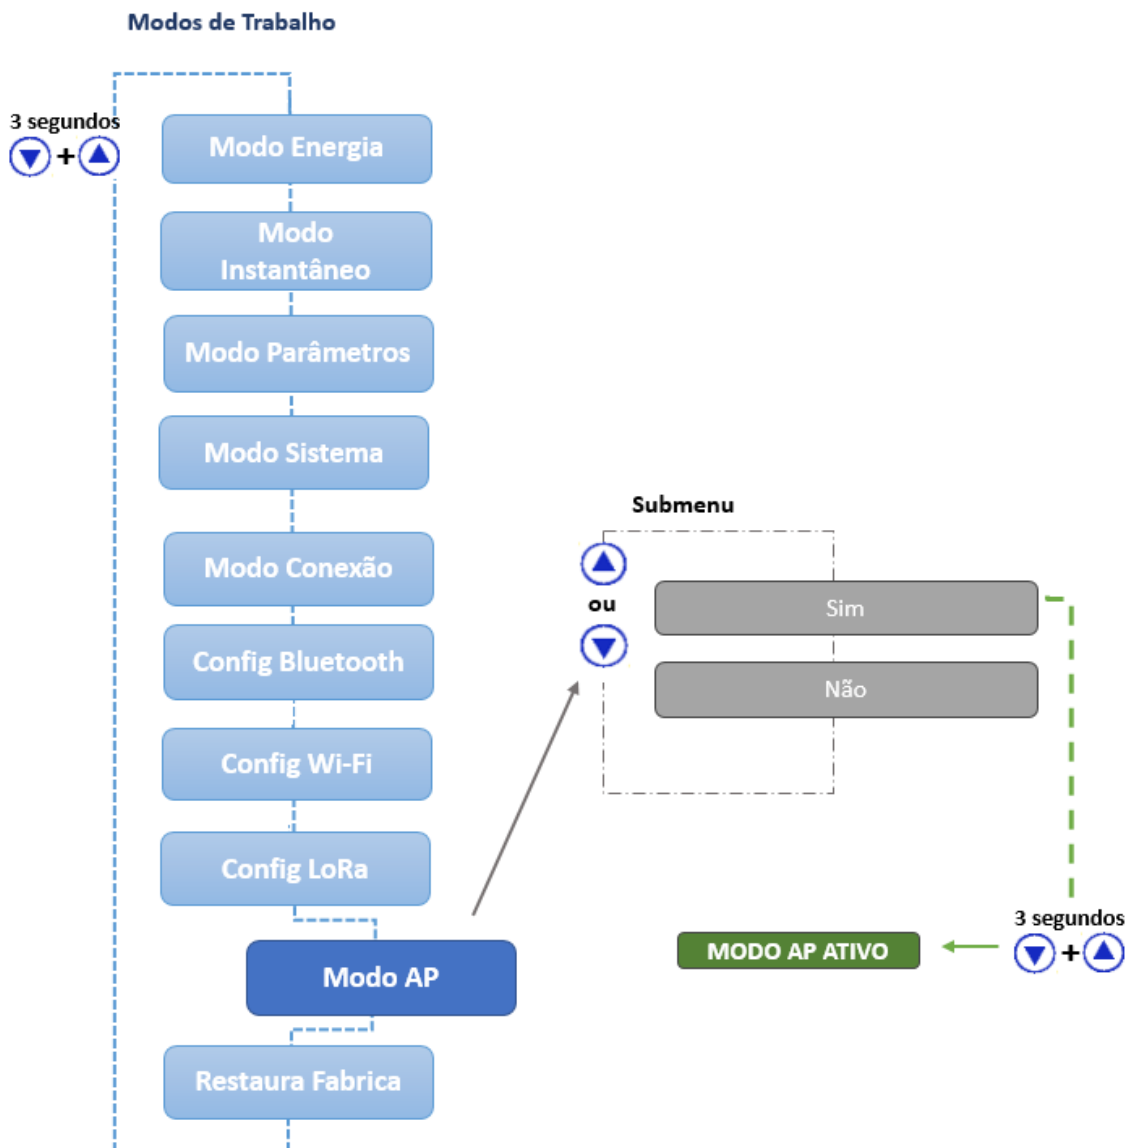 Modos de Trabalho
3 segundos
+
Modo Energia
Modo
Instantâneo
Modo Parâmetros
Modo Sistema
Modo Conexão
Config Bluetooth
Config Wi-Fi
Config LoRa
Modo AP
Restaura Fabrica
Submenu
ou
Sim
Não
3 segundos
+
MODO AP ATIVO